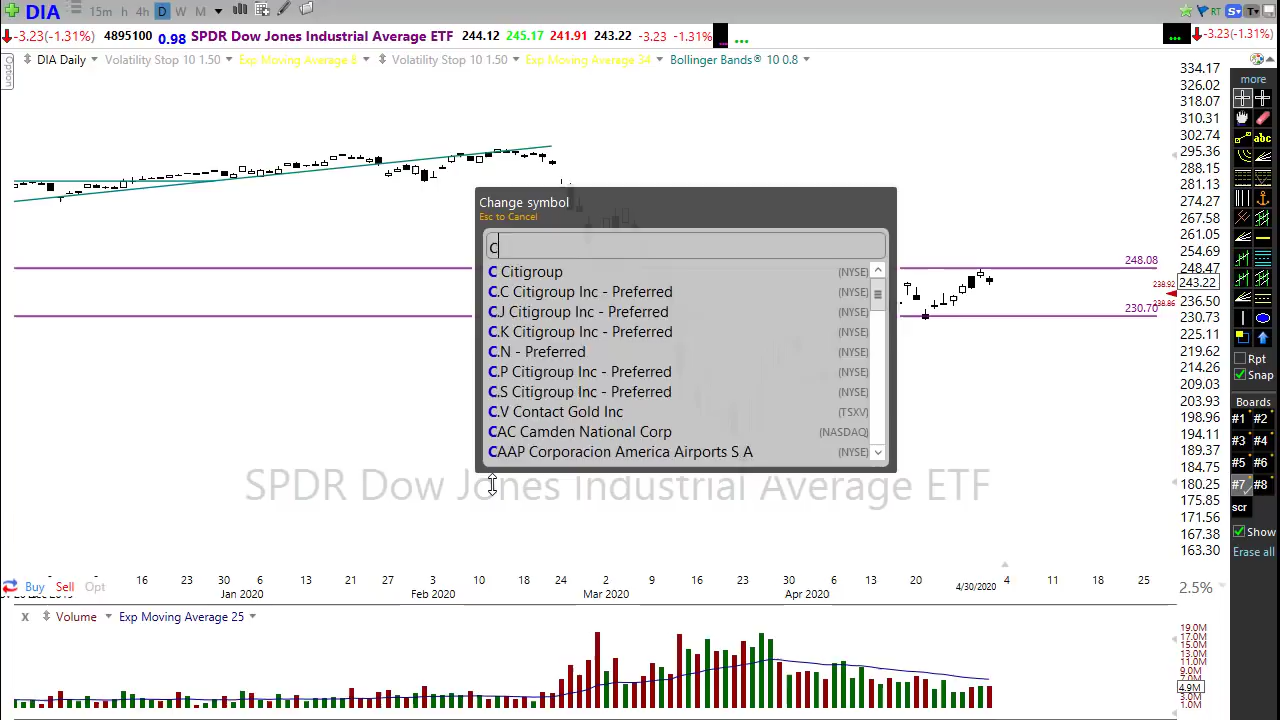 DIA 15m h 4h D W M RT S T
-3.23(-1.31%) 4895100 0.98 SPDR Dow Jones Industrial Average ETF 244.12 245.17 241.91 243.22 -3.23 -1.31% ... ... -3.23(-1.31%)
Option DIA Daily Volatility Stop 10 1.50 Exp Moving Average 8 Volatility Stop 10 1.50 Exp Moving Average 34 Bollinger Bands® 10 0.8
334.17
326.02
318.07
310.31
302.74
295.36
288.15
281.13
274.27
267.58
261.05
254.69
248.47
243.22
236.50
230.73
225.11
219.62
214.26
209.03
203.93
198.96
194.11
189.37
184.75
180.25
175.85
171.56
167.38
163.30
248.08
238.92
238.86
230.70
more
abc
Rpt
Snap
Boards
#1 #2
#3 #4
#5 #6
#7 #8
scr
Show
Erase all
Change symbol
Esc to Cancel
C
C Citigroup (NYSE)
C.C Citigroup Inc - Preferred (NYSE)
C.J Citigroup Inc - Preferred (NYSE)
C.K Citigroup Inc - Preferred (NYSE)
C.N - Preferred (NYSE)
C.P Citigroup Inc - Preferred (NYSE)
C.S Citigroup Inc - Preferred (NYSE)
C.V Contact Gold Inc (TSXV)
CAC Camden National Corp (NASDAQ)
CAAP Corporacion America Airports S A (NYSE)
SPDR Dow Jones Industrial Average ETF
Buy Sell Opt 16 23 30 6 13 21 27 3 10 18 24 2 9 16 23 30 6 13 20 4/30/2020 4 11 18 25 2.5%
Jan 2020 Feb 2020 Mar 2020 Apr 2020
x Volume Exp Moving Average 25
19.0M
17.0M
15.0M
13.0M
11.0M
9.0M
7.0M
4.9M
3.0M
1.0M